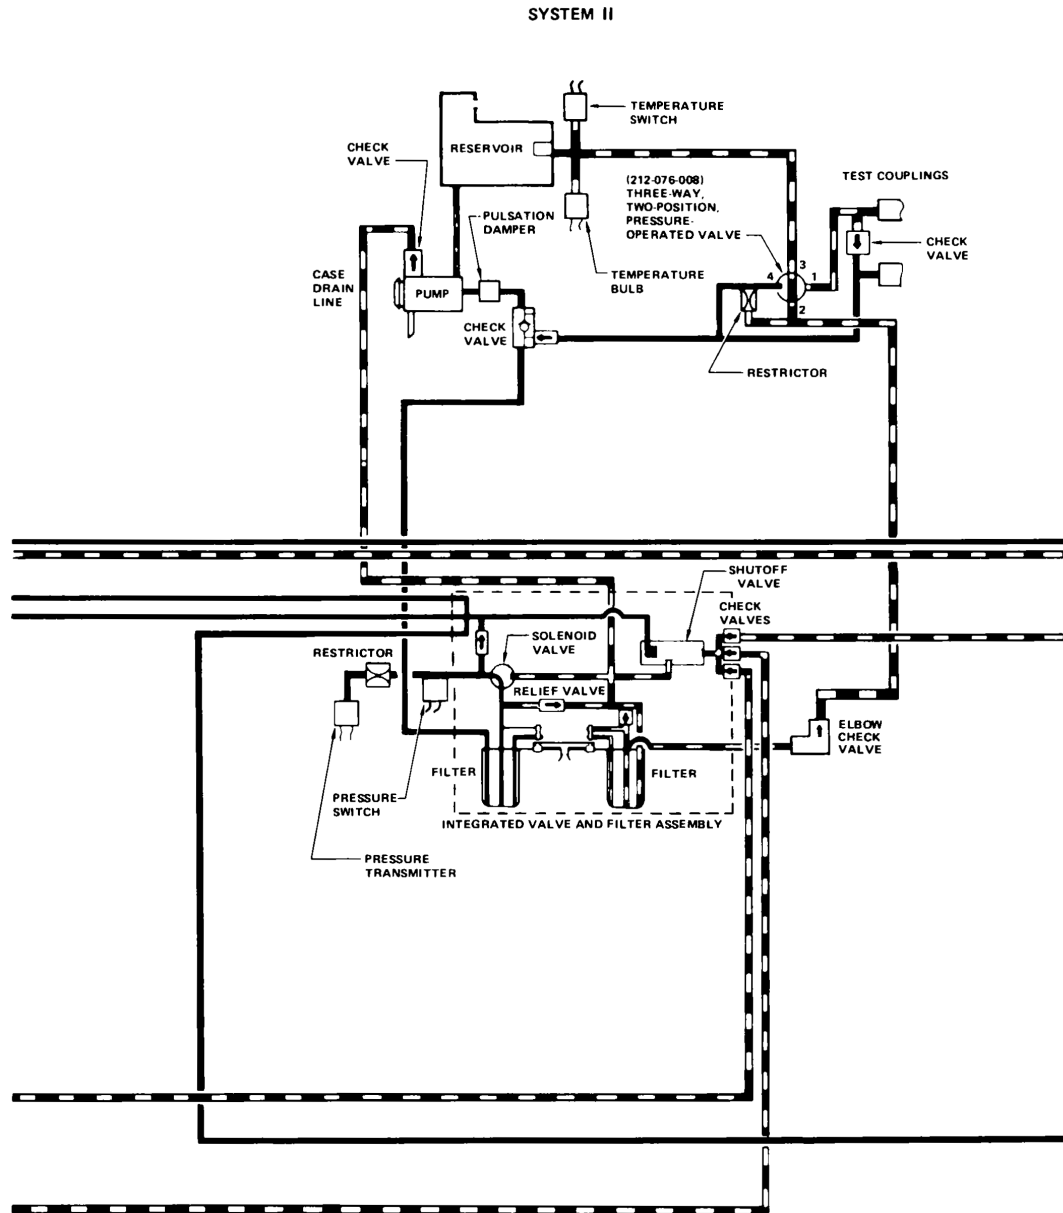 SYSTEM II
TEMPERATURE
SWITCH
CHECK
VALVE
RESERVOIR
(212-076-008)
THREE-WAY,
TWO-POSITION,
PRESSURE-
OPERATED VALVE
TEST COUPLINGS
PULSATION
DAMPER
CHECK
VALVE
CASE
DRAIN
LINE
PUMP
TEMPERATURE
BULB
3
4
1
2
CHECK
VALVE
RESTRICTOR
SHUTOFF
VALVE
CHECK
VALVES
SOLENOID
VALVE
RESTRICTOR
RELIEF VALVE
ELBOW
CHECK
VALVE
FILTER
FILTER
PRESSURE
SWITCH
INTEGRATED VALVE AND FILTER ASSEMBLY
PRESSURE
TRANSMITTER